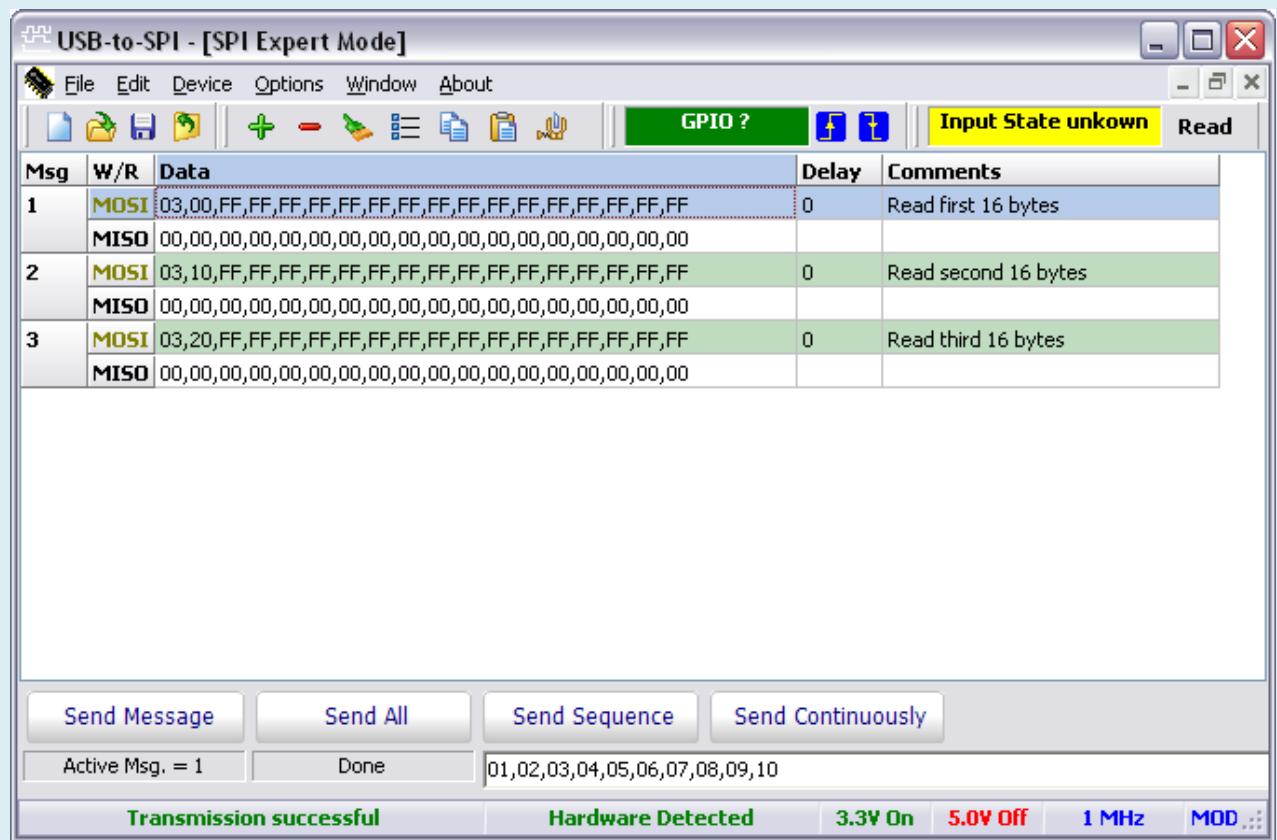 USB-to-SPI - [SPI Expert Mode]
File Edit Device Options Window About
GPIO ? Input State unkown Read
Msg W/R Data Delay Comments
1 MOSI 03,00,FF,FF,FF,FF,FF,FF,FF,FF,FF,FF,FF,FF,FF,FF,FF,FF 0 Read first 16 bytes
MISO 00,00,00,00,00,00,00,00,00,00,00,00,00,00,00,00,00,00
2 MOSI 03,10,FF,FF,FF,FF,FF,FF,FF,FF,FF,FF,FF,FF,FF,FF,FF,FF 0 Read second 16 bytes
MISO 00,00,00,00,00,00,00,00,00,00,00,00,00,00,00,00,00,00
3 MOSI 03,20,FF,FF,FF,FF,FF,FF,FF,FF,FF,FF,FF,FF,FF,FF,FF,FF 0 Read third 16 bytes
MISO 00,00,00,00,00,00,00,00,00,00,00,00,00,00,00,00,00,00
Send Message Send All Send Sequence Send Continuously
Active Msg. = 1 Done 01,02,03,04,05,06,07,08,09,10
Transmission successful Hardware Detected 3.3V On 5.0V Off 1 MHz MOD